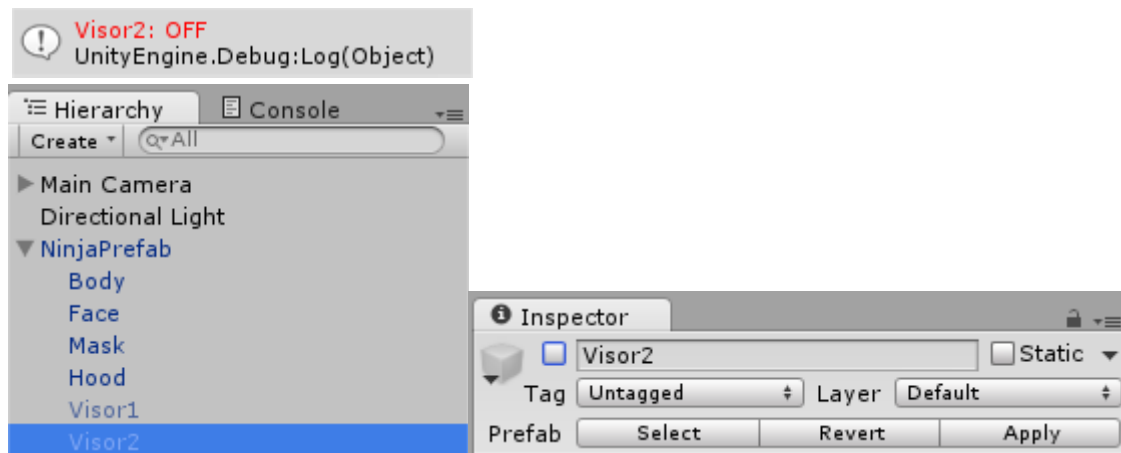 Visor2: OFF
UnityEngine.Debug:Log(Object)
Hierarchy Console
Create All
Main Camera
Directional Light
NinjaPrefab
Body
Face
Mask
Hood
Visor1
Visor2
Inspector
Visor2 Static
Tag Untagged Layer Default
Prefab Select Revert Apply